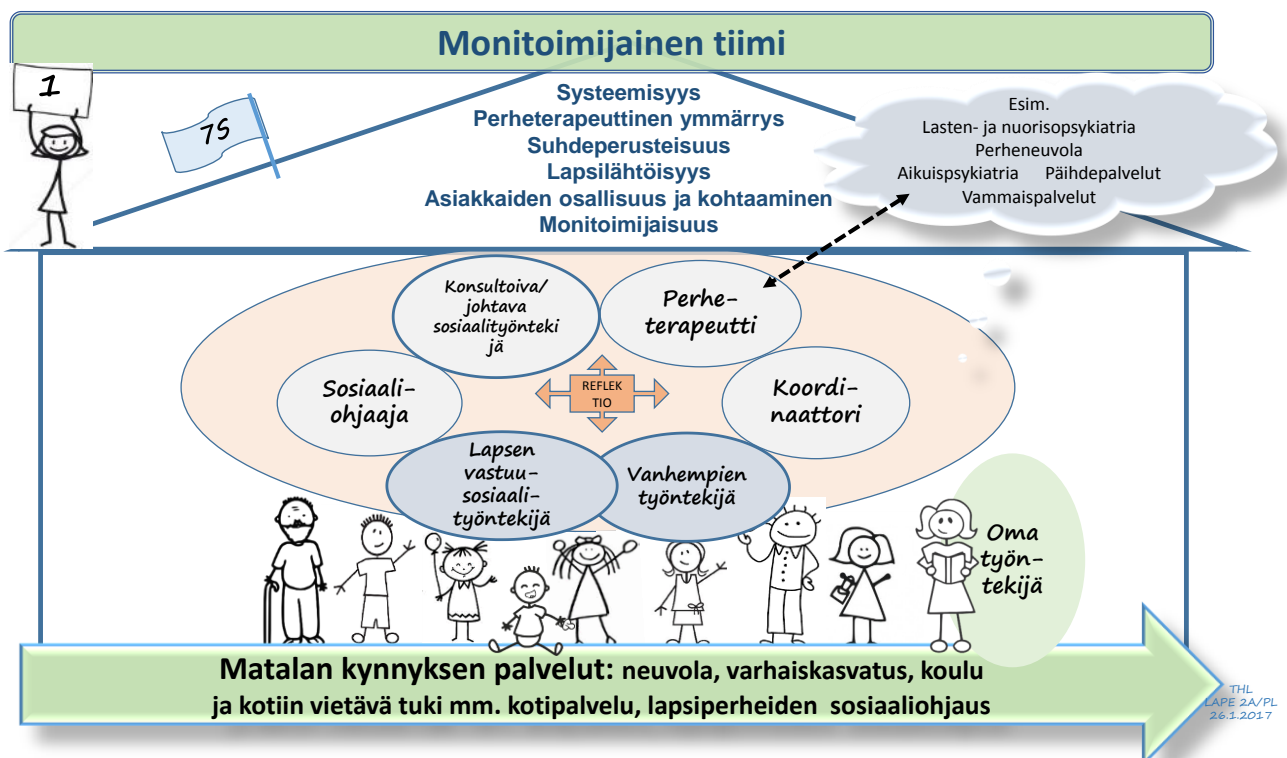 Monitoimijainen tiimi
1
7S
Systeemisyys
Perheterapeuttinen ymmärrys
Suhdeperusteisuus
Lapsilähtöisyys
Asiakkaiden osallisuus ja kohtaaminen
Monitoimijaisuus
Esim.
Lasten- ja nuorisopsykiatria
Perheneuvola
Aikuispsykiatria Päihdepalvelut
Vammaispalvelut
Konsultoiva/
johtava
sosiaalityönteki
jä
Perhe-
terapeutti
Sosiaali-
ohjaaja
REFLEK
TIO
Koordi-
naattori
Lapsen
vastuu-
sosiaali-
työntekijä
Vanhempien
työntekijä
Oma
työn-
tekijä
Matalan kynnyksen palvelut: neuvola, varhaiskasvatus, koulu
ja kotiin vietävä tuki mm. kotipalvelu, lapsiperheiden sosiaaliohjaus
THL
LAPE 2A/PL
26.1.2017